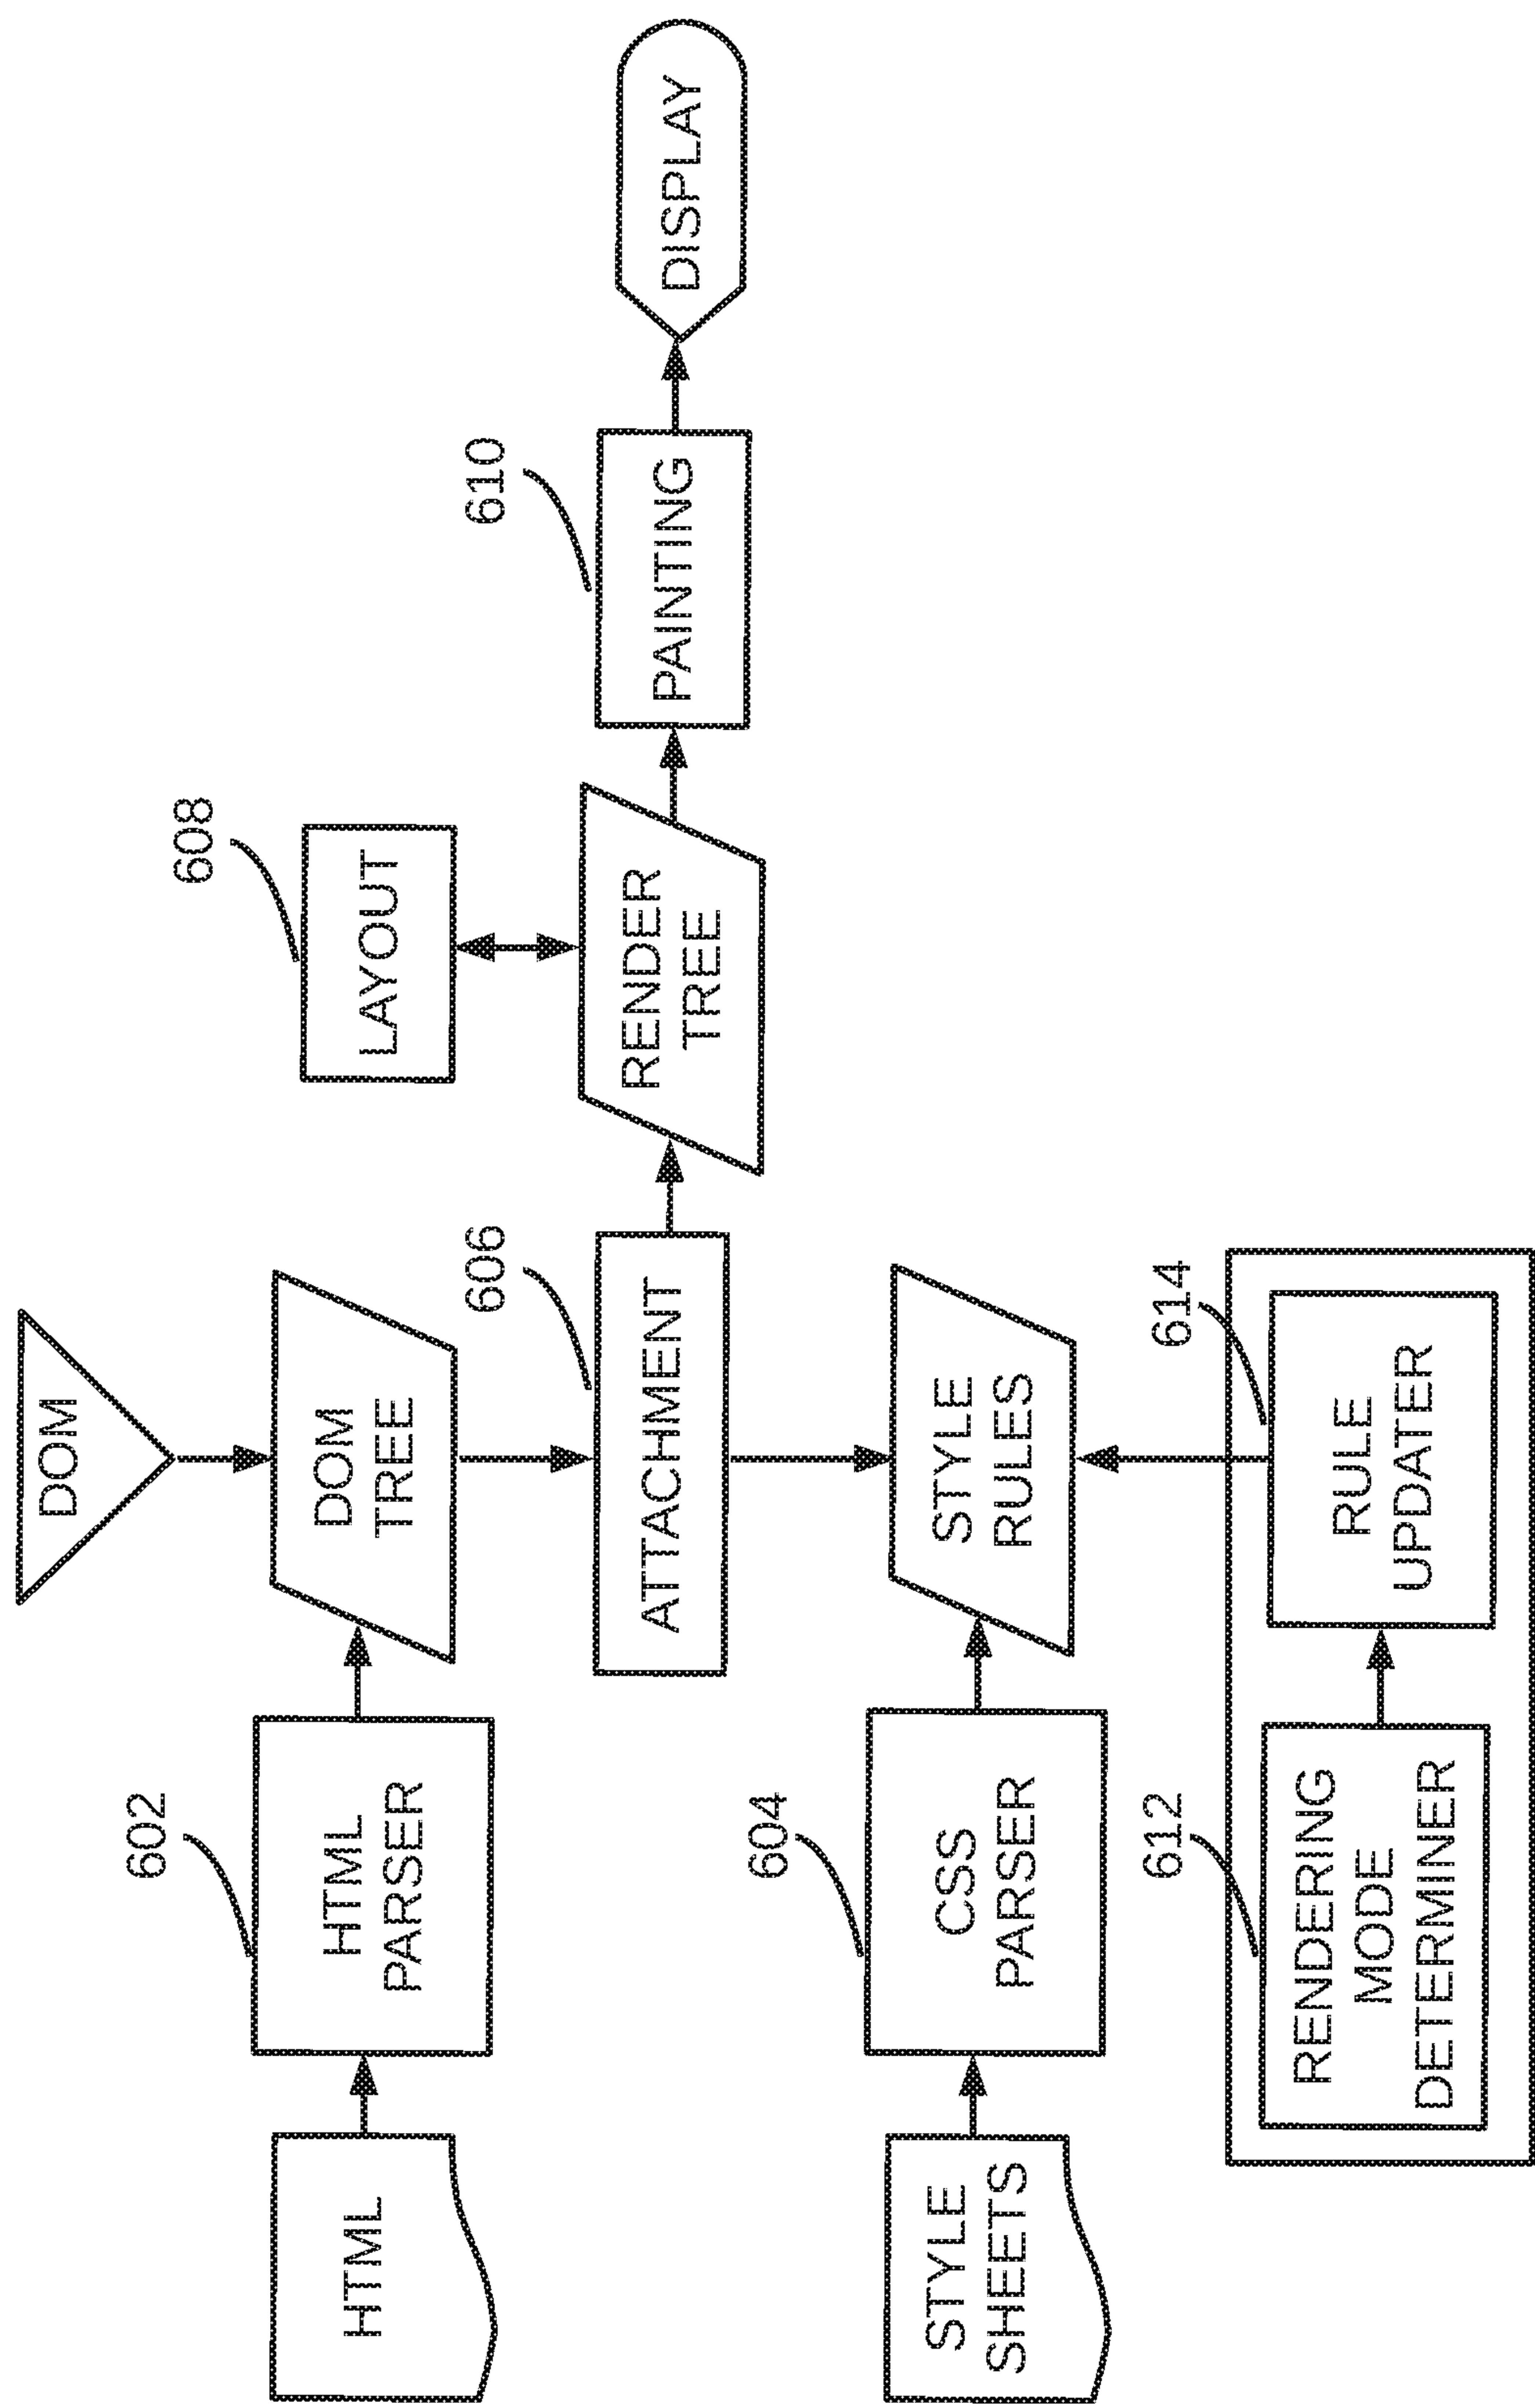 DOM
602
HTML
HTML
PARSER
DOM
TREE
608
LAYOUT
606
610
ATTACHMENT
RENDER
TREE
PAINTING
DISPLAY
604
STYLE
SHEETS
CSS
PARSER
STYLE
RULES
612
614
RENDERING
MODE
DETERMINER
RULE
UPDATER